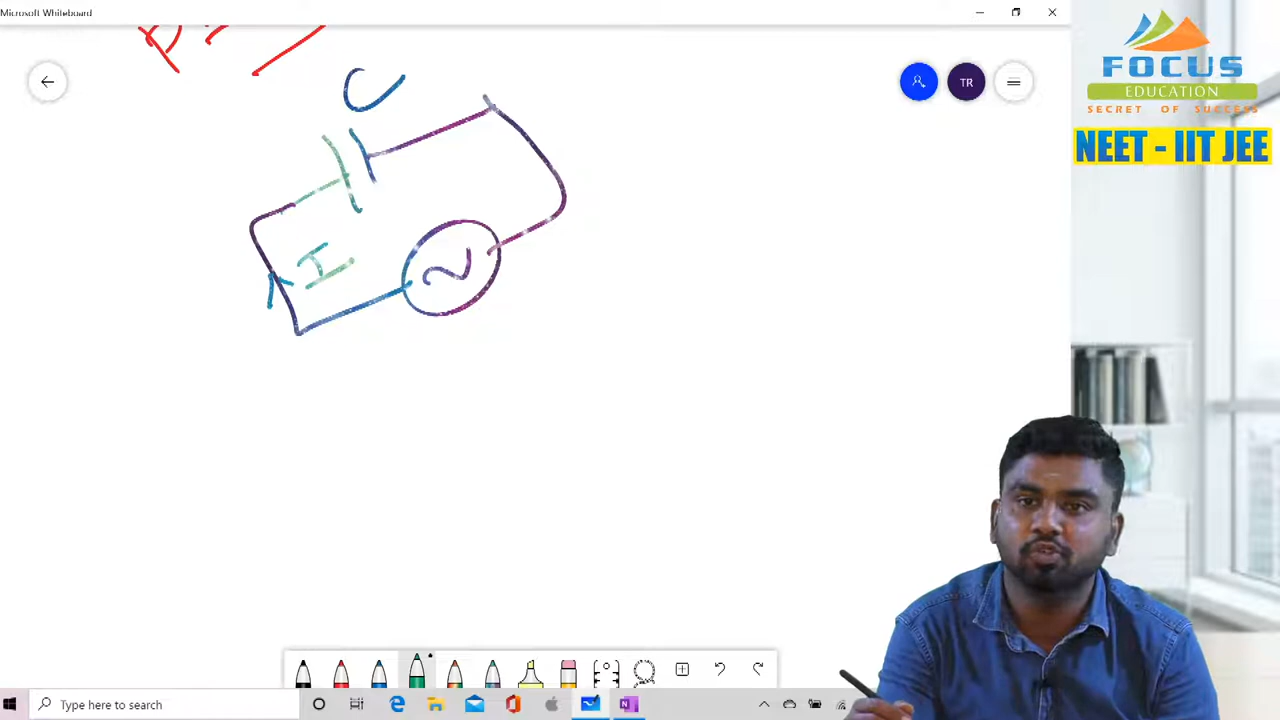 Microsoft Whiteboard
C
I
~
TR
FOCUS
EDUCATION
SECRET OF SUCCESS
NEET - IIT JEE
Type here to search